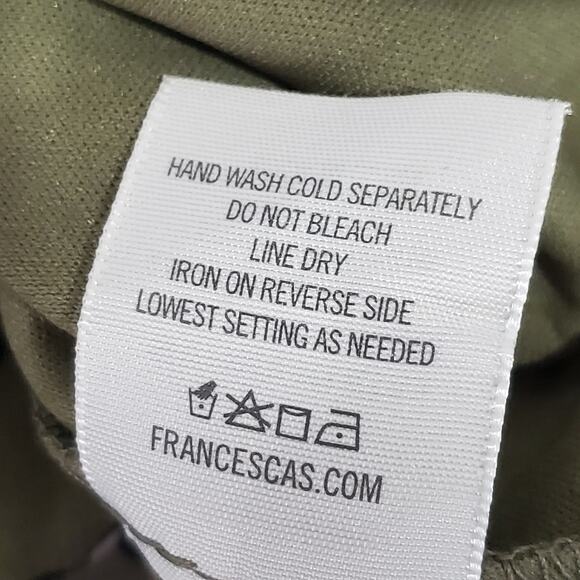 HAND WASH COLD SEPARATELY
DO NOT BLEACH
LINE DRY
IRON ON REVERSE SIDE
LOWEST SETTING AS NEEDED
FRANCESCAS.COM